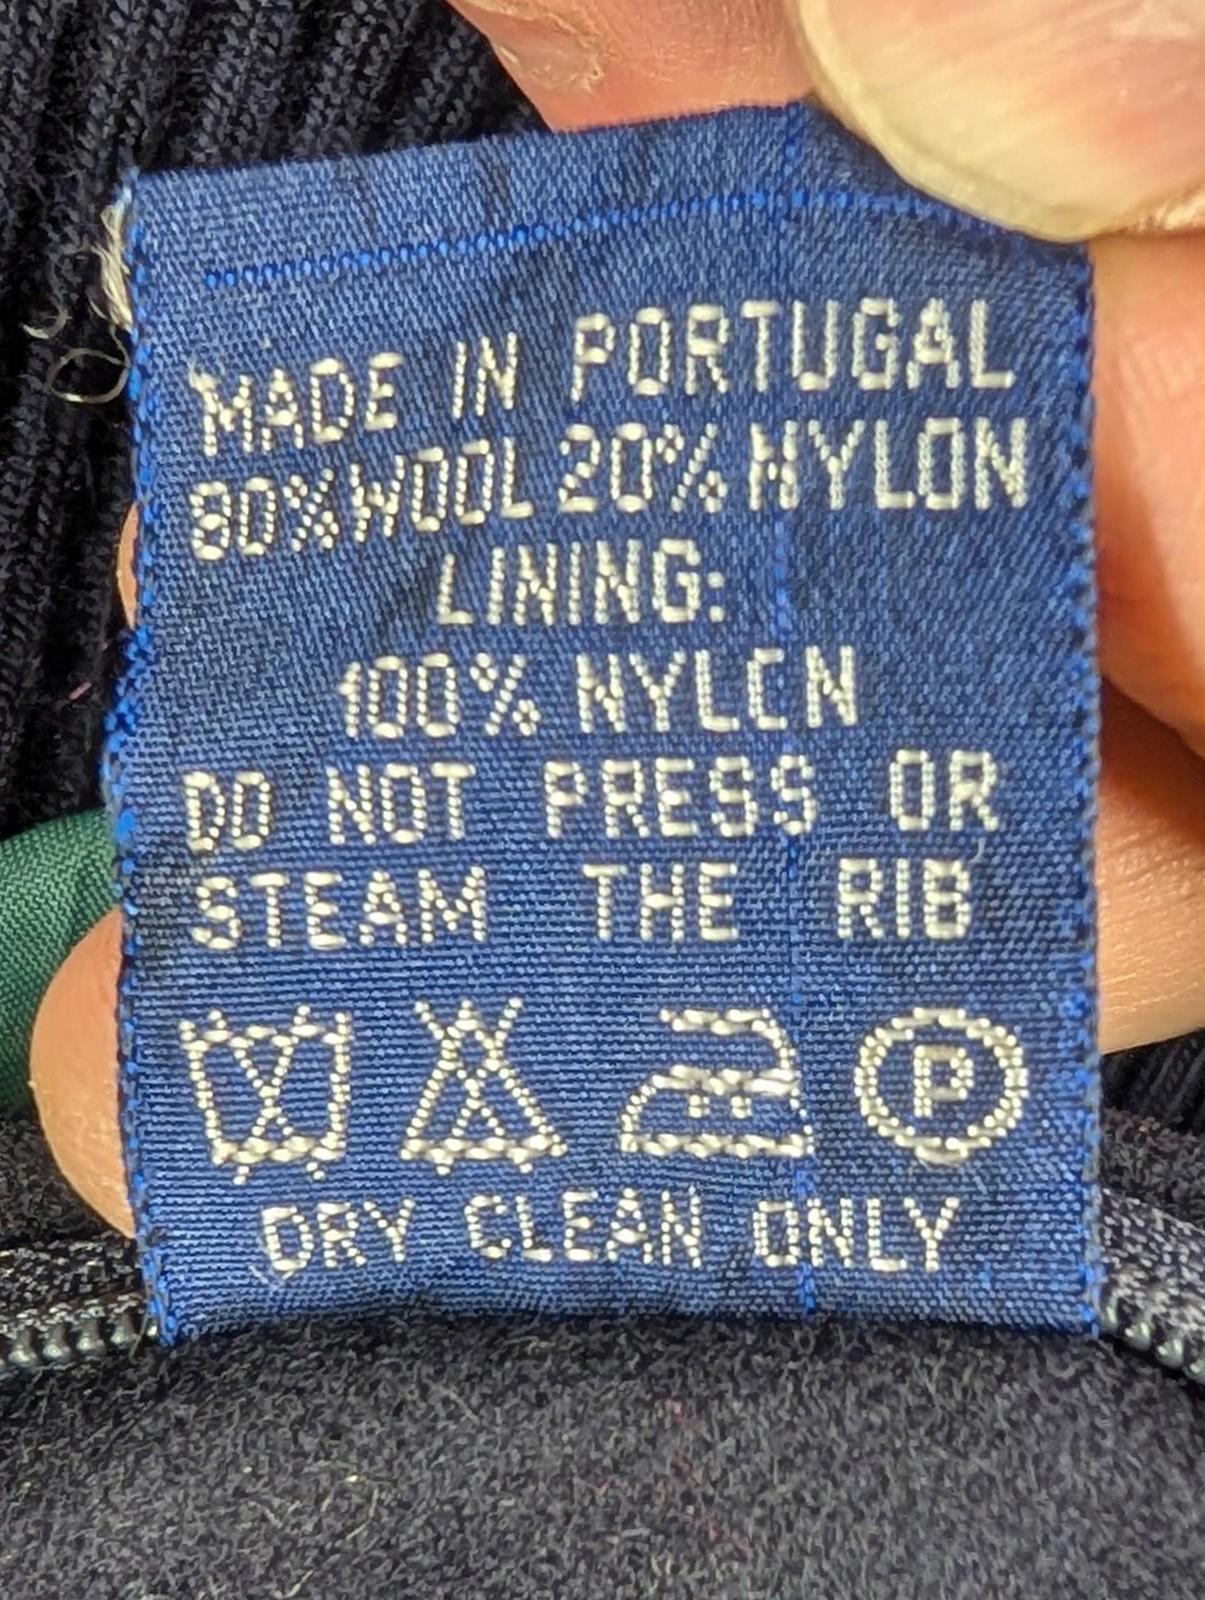 MADE IN PORTUGAL
80% WOOL 20% NYLON
LINING:
100% NYLON
DO NOT PRESS OR
STEAM THE RIB
P
DRY CLEAN ONLY